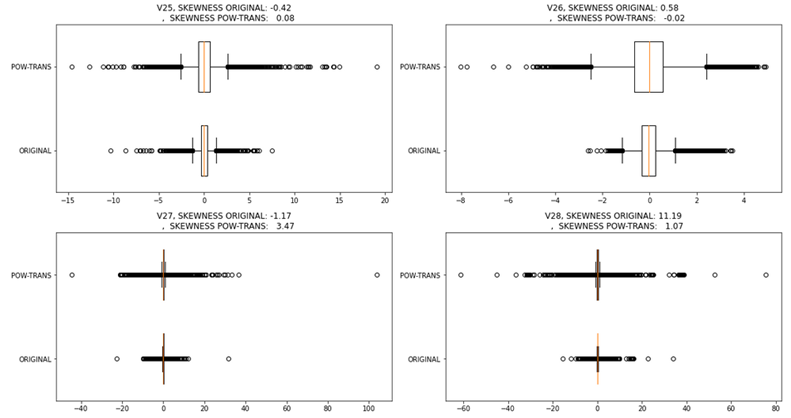 V25, SKEWNESS ORIGINAL: -0.42
, SKEWNESS POW-TRANS: 0.08
POW-TRANS
ORIGINAL
−15 −10 −5 0 5 10 15 20
V26, SKEWNESS ORIGINAL: 0.58
, SKEWNESS POW-TRANS: -0.02
POW-TRANS
ORIGINAL
−8 −6 −4 −2 0 2 4
V27, SKEWNESS ORIGINAL: -1.17
, SKEWNESS POW-TRANS: 3.47
POW-TRANS
ORIGINAL
−40 −20 0 20 40 60 80 100
V28, SKEWNESS ORIGINAL: 11.19
, SKEWNESS POW-TRANS: 1.07
POW-TRANS
ORIGINAL
−60 −40 −20 0 20 40 60 80